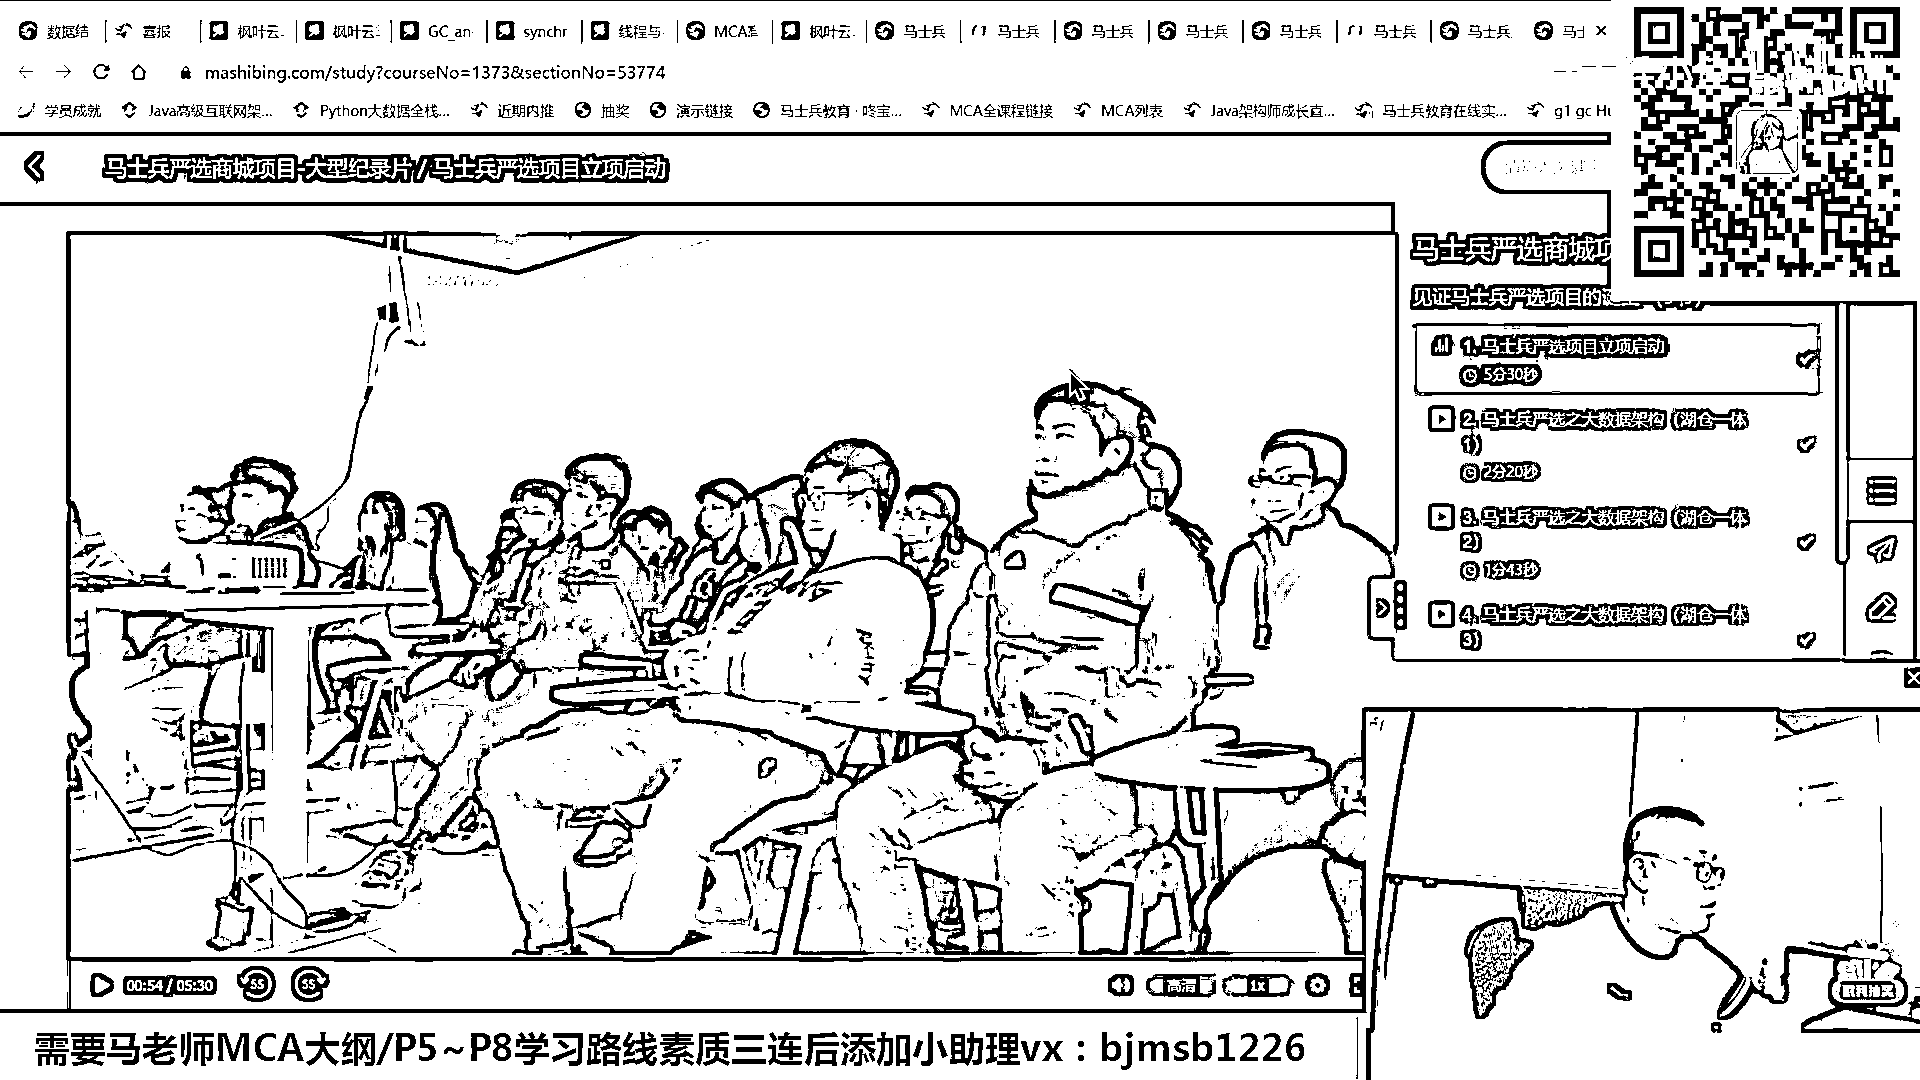 数据结
喜报
枫叶云
枫叶云
GC_an
synchr
线程与
MCA系
枫叶云
马士兵
马士兵
马士兵
马士兵
马士兵
马士兵
马士兵
马士
mashibing.com/study?courseNo=1373&sectionNo=53774
学员成就
Java高级互联网架...
Python大数据全栈...
近期内推
抽奖
演示链接
马士兵教育 · 咚宝...
MCA全课程链接
MCA列表
Java架构师成长直...
马士兵教育在线实...
g1 gc Hu
马士兵严选商城项目-大型纪录片 / 马士兵严选项目立项启动
马士兵严选商城项
见证马士兵严选项目的
1. 马士兵严选项目立项启动
5分30秒
2. 马士兵严选之大数据架构（湖仓一体
1）
2分20秒
3. 马士兵严选之大数据架构（湖仓一体
2）
1分43秒
4. 马士兵严选之大数据架构（湖仓一体
3）
00:54 / 05:30
高清
1x
需要马老师MCA大纲/P5~P8学习路线素质三连后添加小助理vx：bjmsb1226